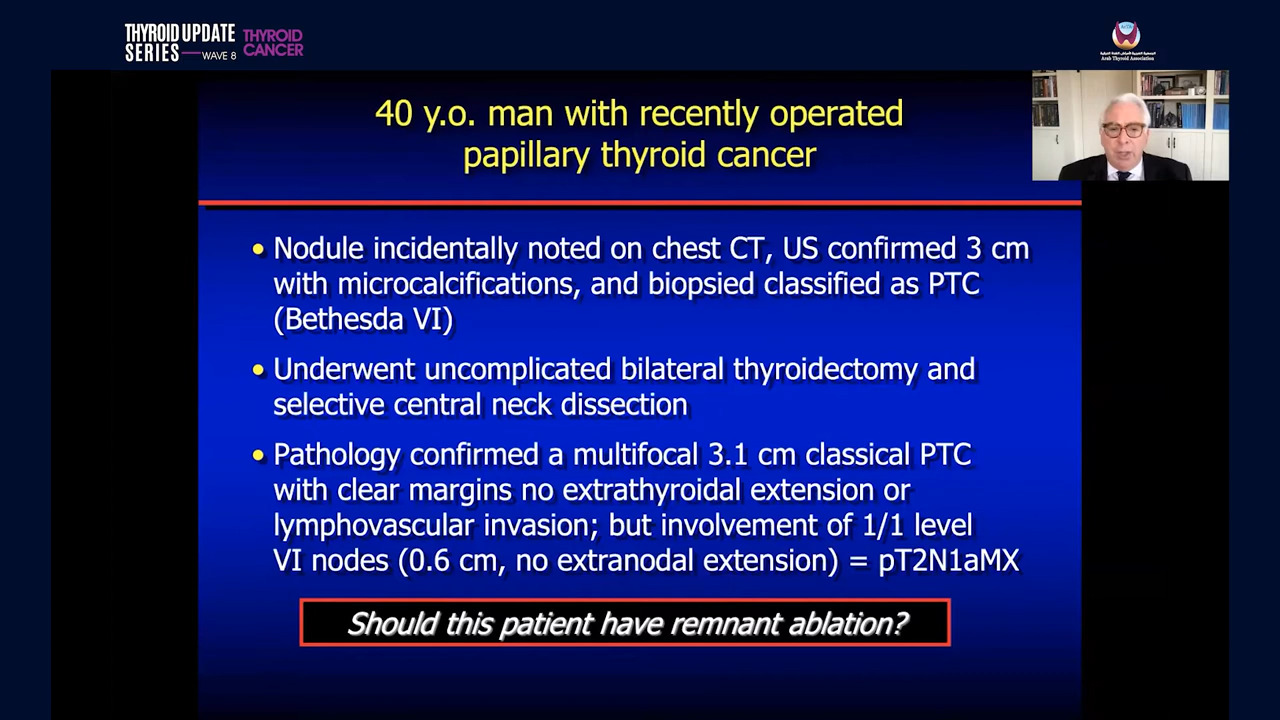 THYROID UPDATE
SERIES — WAVE 8
THYROID
CANCER
Arab Thyroid Association
40 y.o. man with recently operated
papillary thyroid cancer
• Nodule incidentally noted on chest CT, US confirmed 3 cm
with microcalcifications, and biopsied classified as PTC
(Bethesda VI)
• Underwent uncomplicated bilateral thyroidectomy and
selective central neck dissection
• Pathology confirmed a multifocal 3.1 cm classical PTC
with clear margins no extrathyroidal extension or
lymphovascular invasion; but involvement of 1/1 level
VI nodes (0.6 cm, no extranodal extension) = pT2N1aMX
Should this patient have remnant ablation?